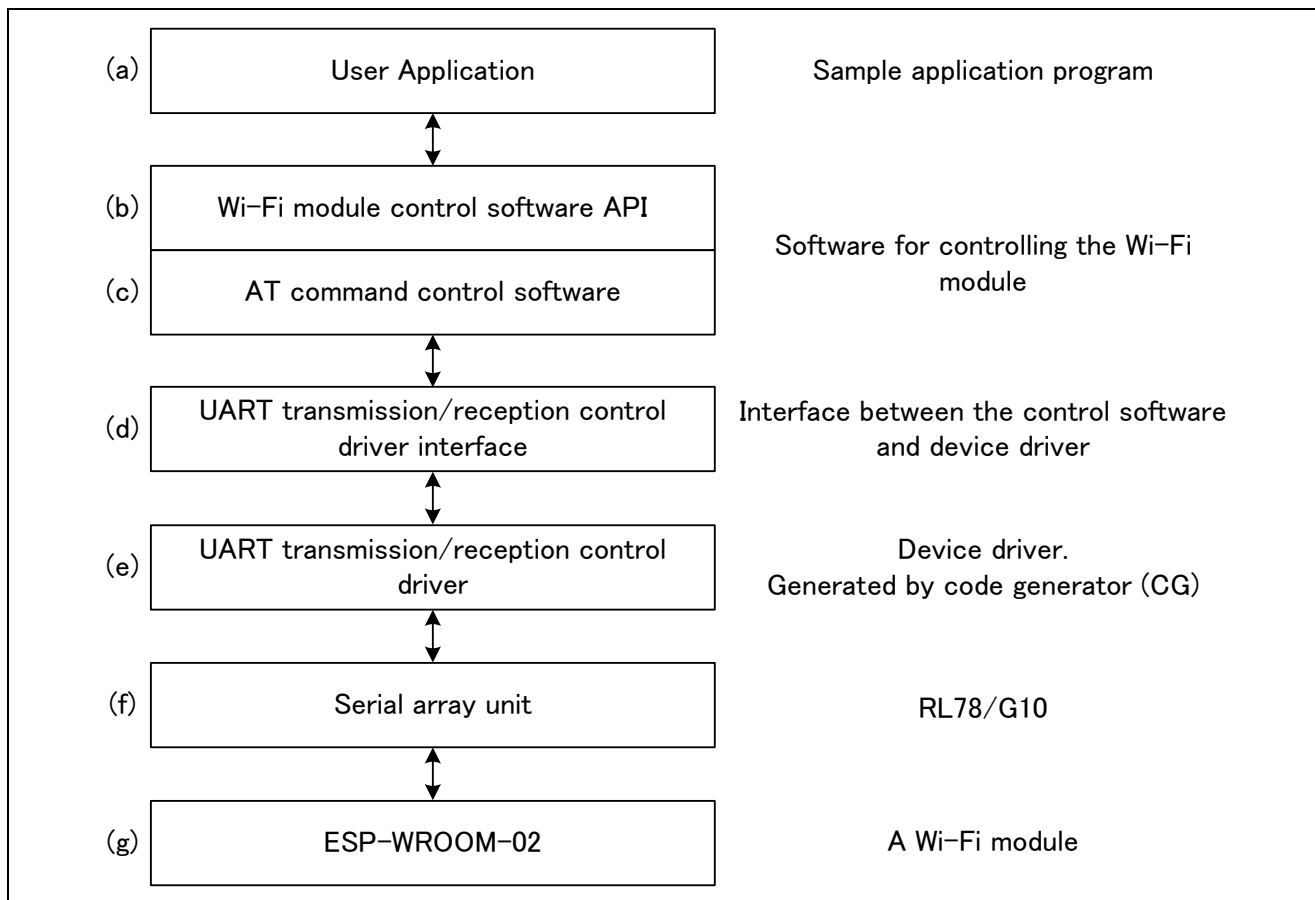 (a) User Application Sample application program
(b) Wi-Fi module control software API
Software for controlling the Wi-Fi
module
(c) AT command control software
(d) UART transmission/reception control
driver interface
Interface between the control software
and device driver
(e) UART transmission/reception control
driver
Device driver.
Generated by code generator (CG)
(f) Serial array unit RL78/G10
(g) ESP-WROOM-02 A Wi-Fi module